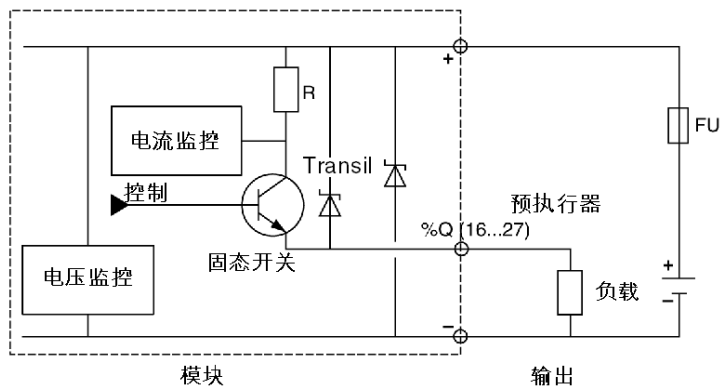 +
R
FU
电流监控
Transil
控制
预执行器
%Q (16...27)
固态开关
电压监控
+
负载
−
−
模块
输出